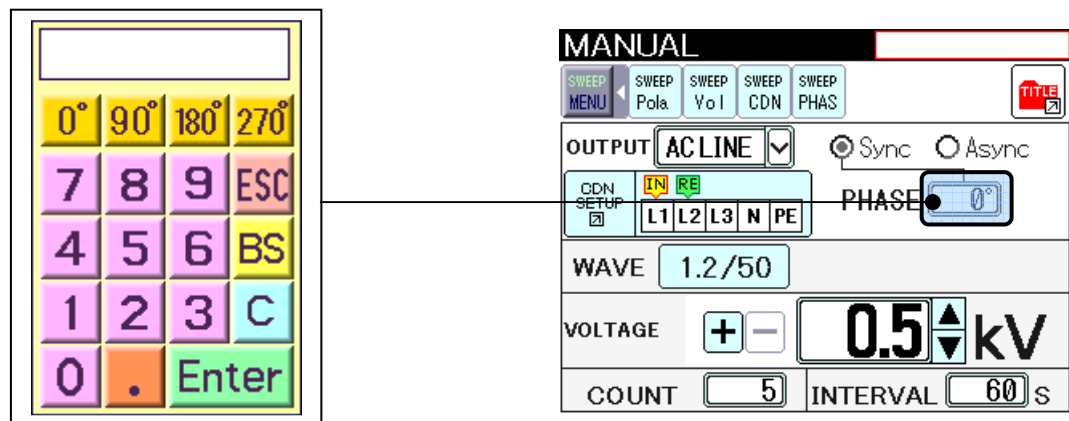 0° 90° 180° 270°
7 8 9 ESC
4 5 6 BS
1 2 3 C
0 . Enter
MANUAL
SWEEP MENU
SWEEP Pola
SWEEP Vol
SWEEP CDN
SWEEP PHAS
TITLE
OUTPUT AC LINE Sync Async
CDN SETUP
IN RE
L1 L2 L3 N PE
PHASE 0°
WAVE 1.2/50
VOLTAGE + − 0.5 kV
COUNT 5 INTERVAL 60 S